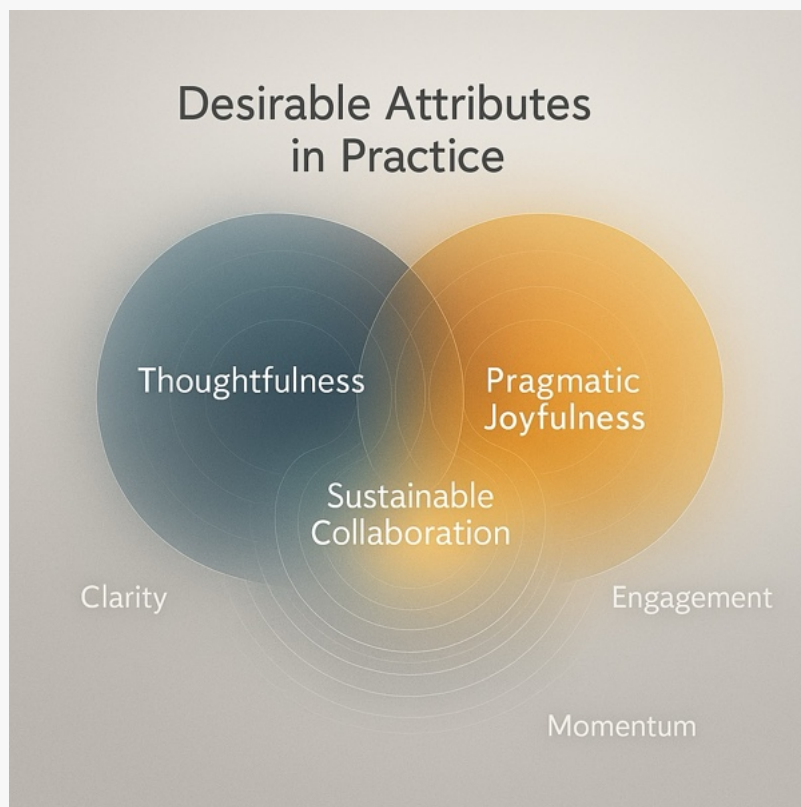 Desirable Attributes
in Practice
Thoughtfulness
Pragmatic
Joyfulness
Sustainable
Collaboration
Clarity
Engagement
Momentum